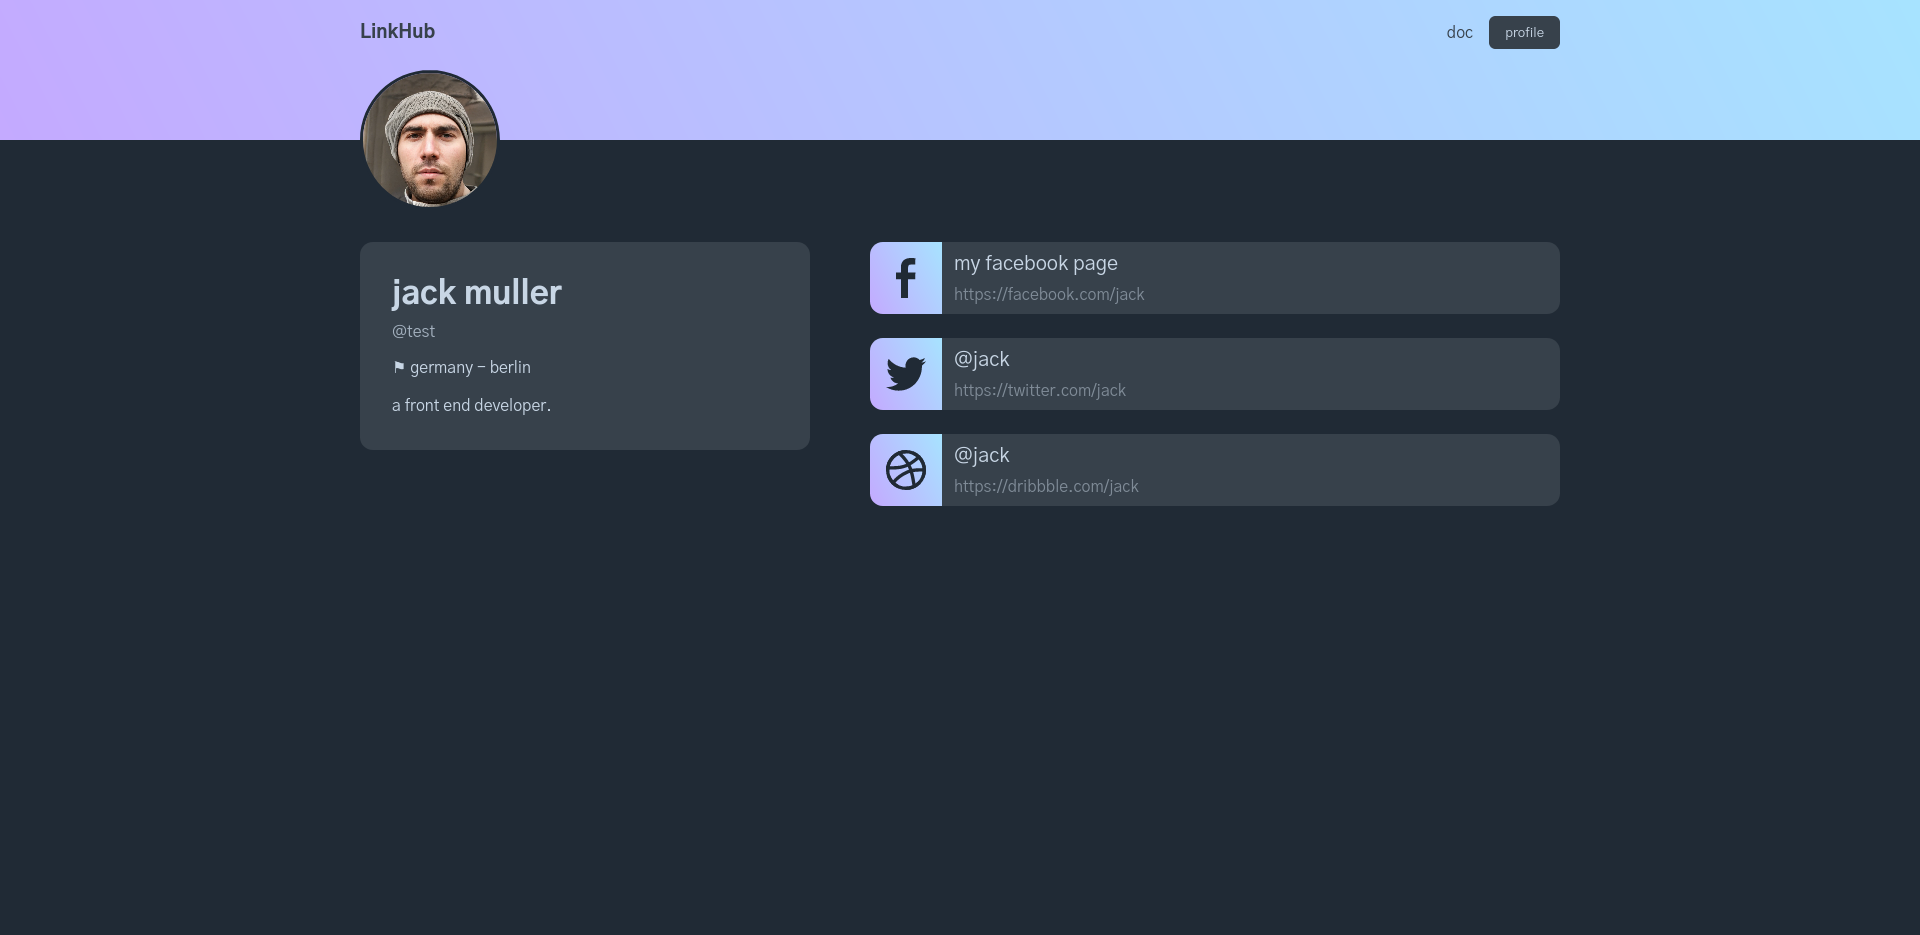 LinkHub
doc
profile
jack muller
@test
⚑ germany - berlin
a front end developer.
my facebook page
https://facebook.com/jack
@jack
https://twitter.com/jack
@jack
https://dribbble.com/jack